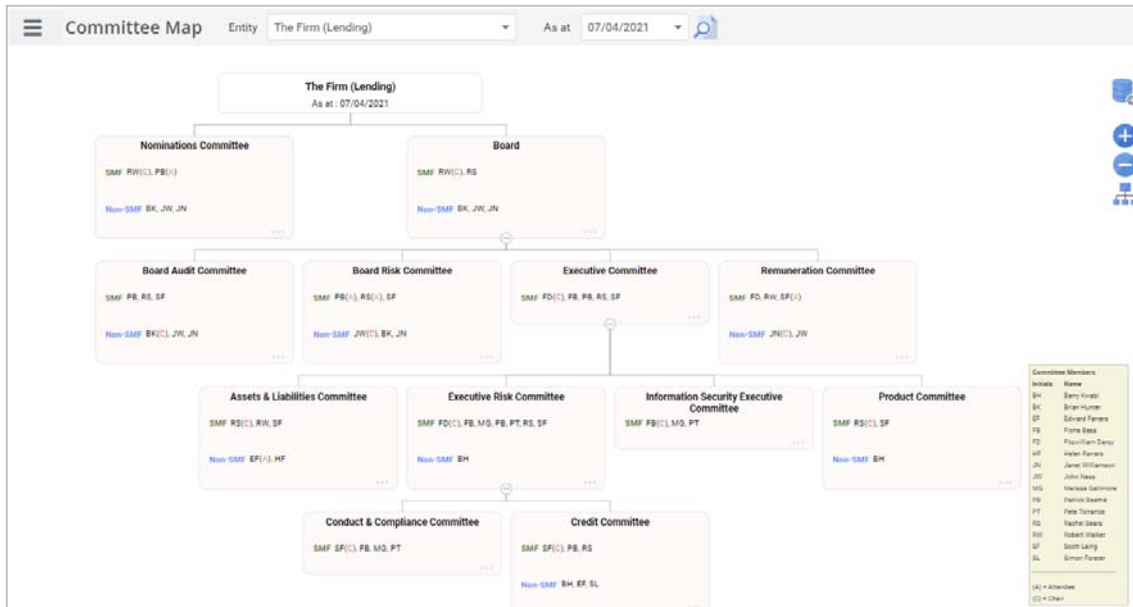 Committee Map Entity The Firm (Lending) As at 07/04/2021
The Firm (Lending)
As at : 07/04/2021
Nominations Committee
SMF RW(C), PB(A)
Non-SMF BK, JW, JN
Board
SMF RW(C), RS
Non-SMF BK, JW, JN
Board Audit Committee
SMF PB, RS, SF
Non-SMF BK(C), JW, JN
Board Risk Committee
SMF PB(A), RS(A), SF
Non-SMF JW(C), BK, JN
Executive Committee
SMF FD(C), FB, PB, RS, SF
Remuneration Committee
SMF FD, RW, SF(A)
Non-SMF JN(C), JW
Assets & Liabilities Committee
SMF RS(C), RW, SF
Non-SMF EF(A), HF
Executive Risk Committee
SMF FD(C), FB, MG, PB, PT, RS, SF
Non-SMF BH
Information Security Executive
Committee
SMF FB(C), MG, PT
Product Committee
SMF RS(C), SF
Non-SMF BH
Conduct & Compliance Committee
SMF SF(C), FB, MG, PT
Credit Committee
SMF SF(C), PB, RS
Non-SMF BH, EF, SL
Committee Members
Initials Name
BH Barry
BK Brian Hunter
EF Edward Ferrars
FB Fiona Bass
FD Fitzwilliam Darcy
HF Helen Ferrars
JN Janet Williamson
JW John Ness
MG Melissa
PB Patrick
PT Pete Torrance
RS Rachel Sears
RW Robert Walker
SF Scott Laing
SL Simon
(A) = Attendee
(C) = Chair